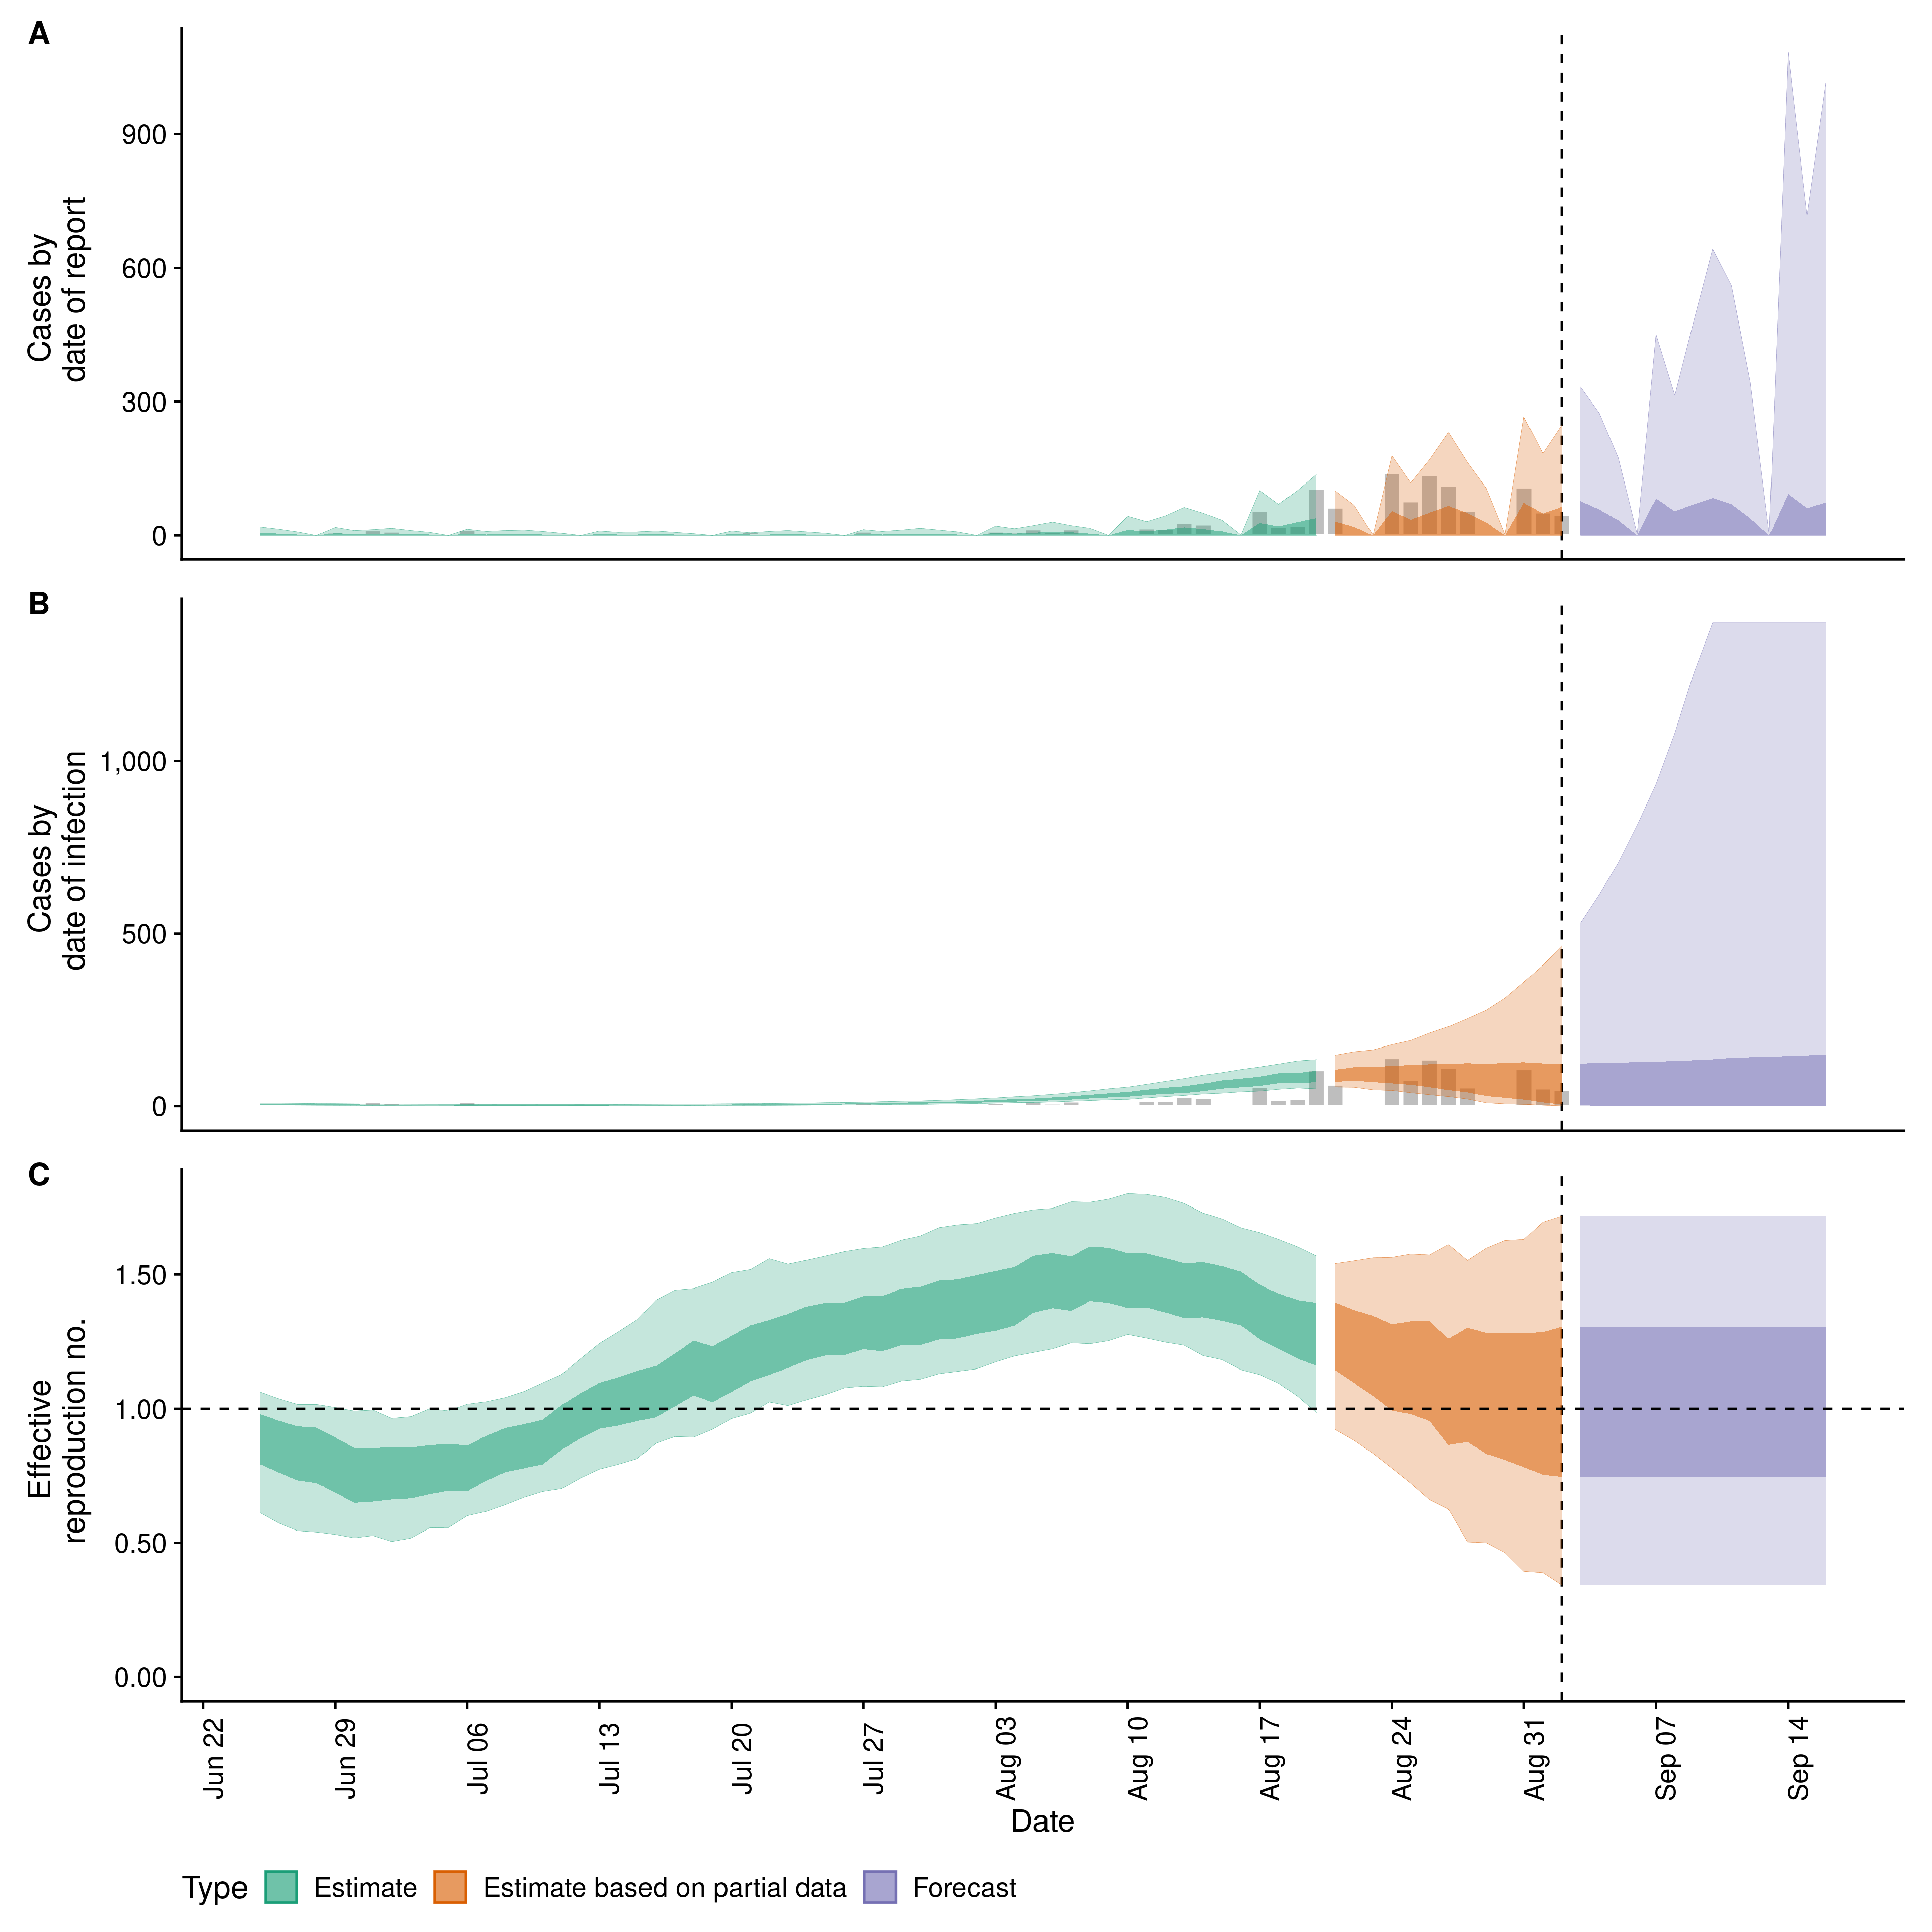 A
Cases by
date of report
900
600
300
0
B
Cases by
date of infection
1,000
500
0
C
Effective
reproduction no.
1.50
1.00
0.50
0.00
Jun 22
Jun 29
Jul 06
Jul 13
Jul 20
Jul 27
Aug 03
Aug 10
Aug 17
Aug 24
Aug 31
Sep 07
Sep 14
Date
Type Estimate Estimate based on partial data Forecast